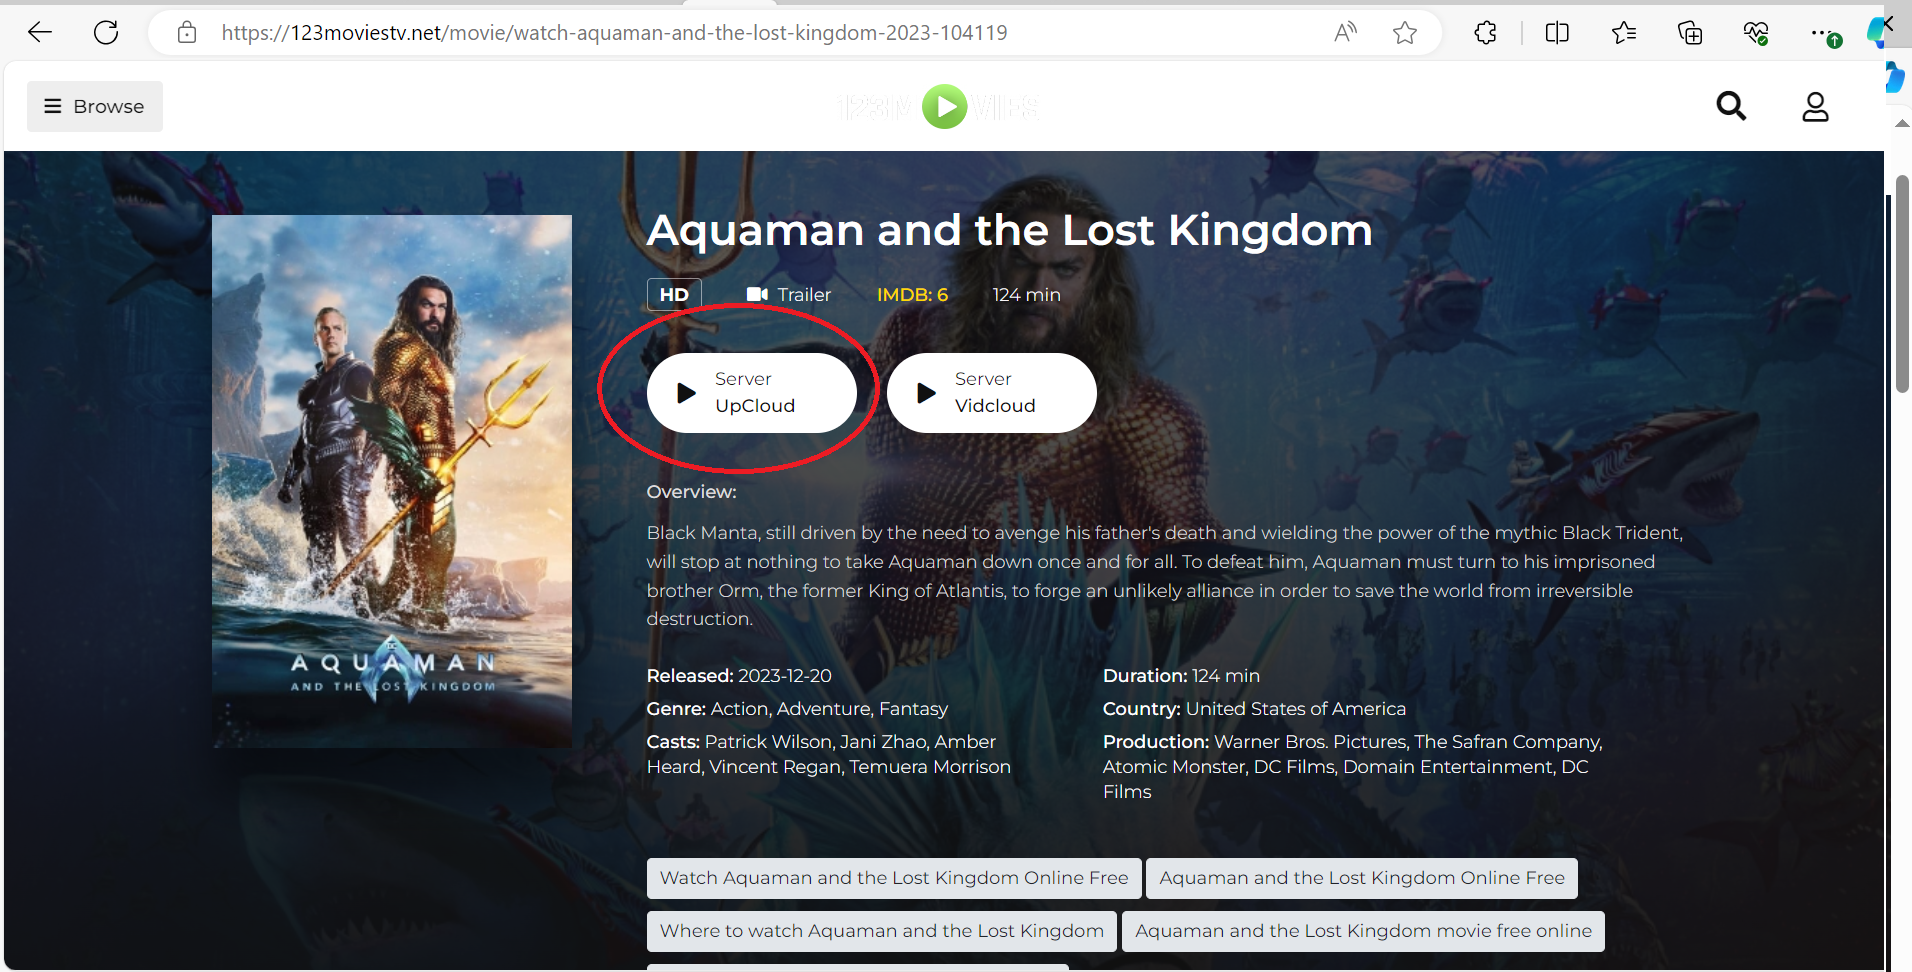 https://123moviestv.net/movie/watch-aquaman-and-the-lost-kingdom-2023-104119
Browse
123M VIES
Aquaman and the Lost Kingdom
HD Trailer IMDB: 6 124 min
Server
UpCloud
Server
Vidcloud
Overview:
Black Manta, still driven by the need to avenge his father's death and wielding the power of the mythic Black Trident,
will stop at nothing to take Aquaman down once and for all. To defeat him, Aquaman must turn to his imprisoned
brother Orm, the former King of Atlantis, to forge an unlikely alliance in order to save the world from irreversible
destruction.
AQUAMAN
AND THE LOST KINGDOM
Released: 2023-12-20
Genre: Action, Adventure, Fantasy
Casts: Patrick Wilson, Jani Zhao, Amber
Heard, Vincent Regan, Temuera Morrison
Duration: 124 min
Country: United States of America
Production: Warner Bros. Pictures, The Safran Company,
Atomic Monster, DC Films, Domain Entertainment, DC
Films
Watch Aquaman and the Lost Kingdom Online Free
Aquaman and the Lost Kingdom Online Free
Where to watch Aquaman and the Lost Kingdom
Aquaman and the Lost Kingdom movie free online